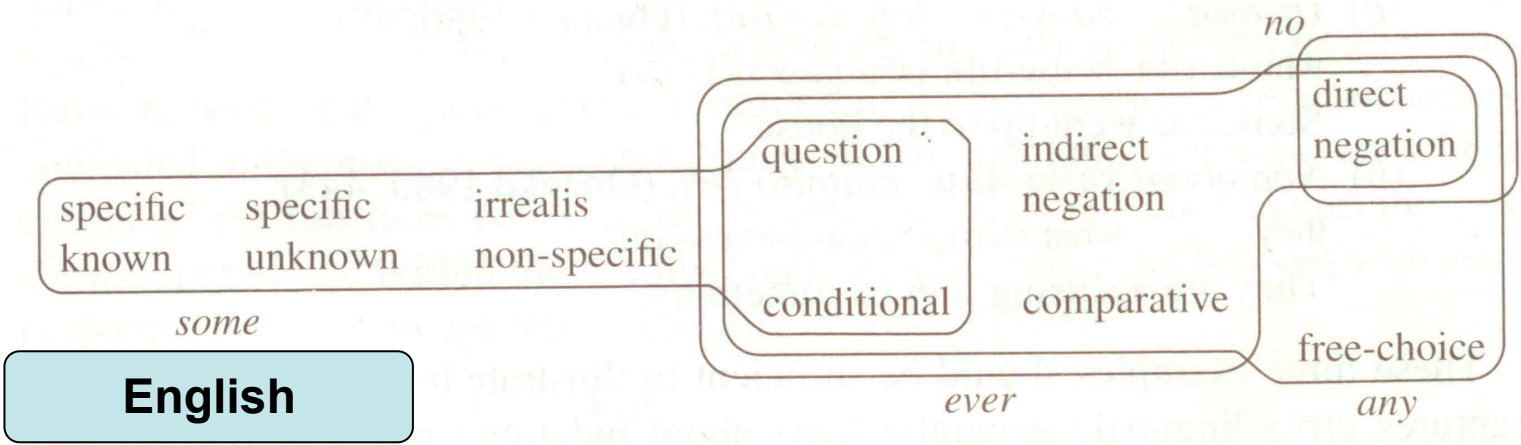 no
direct
negation
question
indirect
negation
specific
known
specific
unknown
irrealis
non-specific
conditional
comparative
free-choice
some
ever
any
English